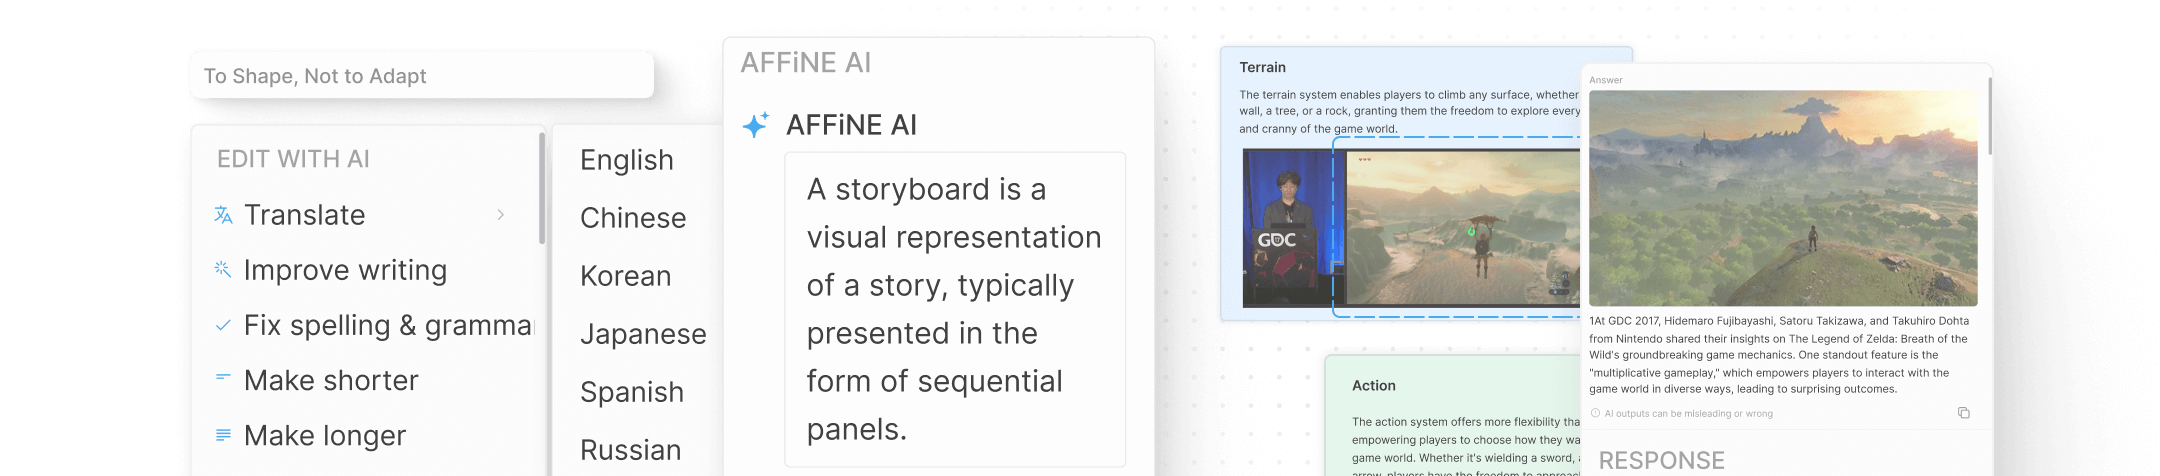 To Shape, Not to Adapt
EDIT WITH AI
Translate
Improve writing
Fix spelling & gramma
Make shorter
Make longer
English
Chinese
Korean
Japanese
Spanish
Russian
AFFiNE AI
AFFiNE AI
A storyboard is a
visual representation
of a story, typically
presented in the
form of sequential
panels.
Terrain
The terrain system enables players to climb any surface, whether
wall, a tree, or a rock, granting them the freedom to explore every
and cranny of the game world.
GDC
Action
The action system offers more flexibility tha
empowering players to choose how they wa
game world. Whether it's wielding a sword,
arrow, players have the freedom to approac
Answer
1At GDC 2017, Hidemaro Fujibayashi, Satoru Takizawa, and Takuhiro Dohta
from Nintendo shared their insights on The Legend of Zelda: Breath of the
Wild's groundbreaking game mechanics. One standout feature is the
"multiplicative gameplay," which empowers players to interact with the
game world in diverse ways, leading to surprising outcomes.
AI outputs can be misleading or wrong
RESPONSE